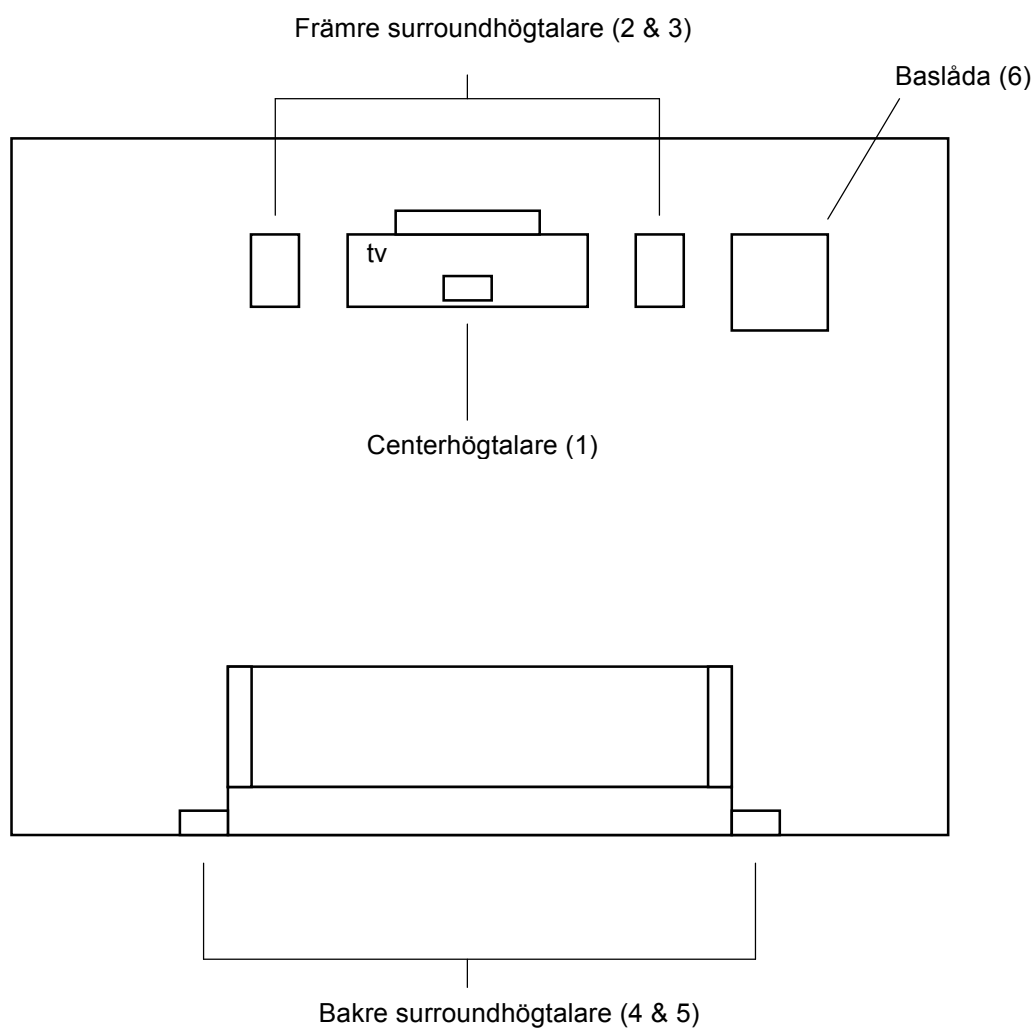 Främre surroundhögtalare (2 & 3)
Baslåda (6)
tv
Centerhögtalare (1)
Bakre surroundhögtalare (4 & 5)